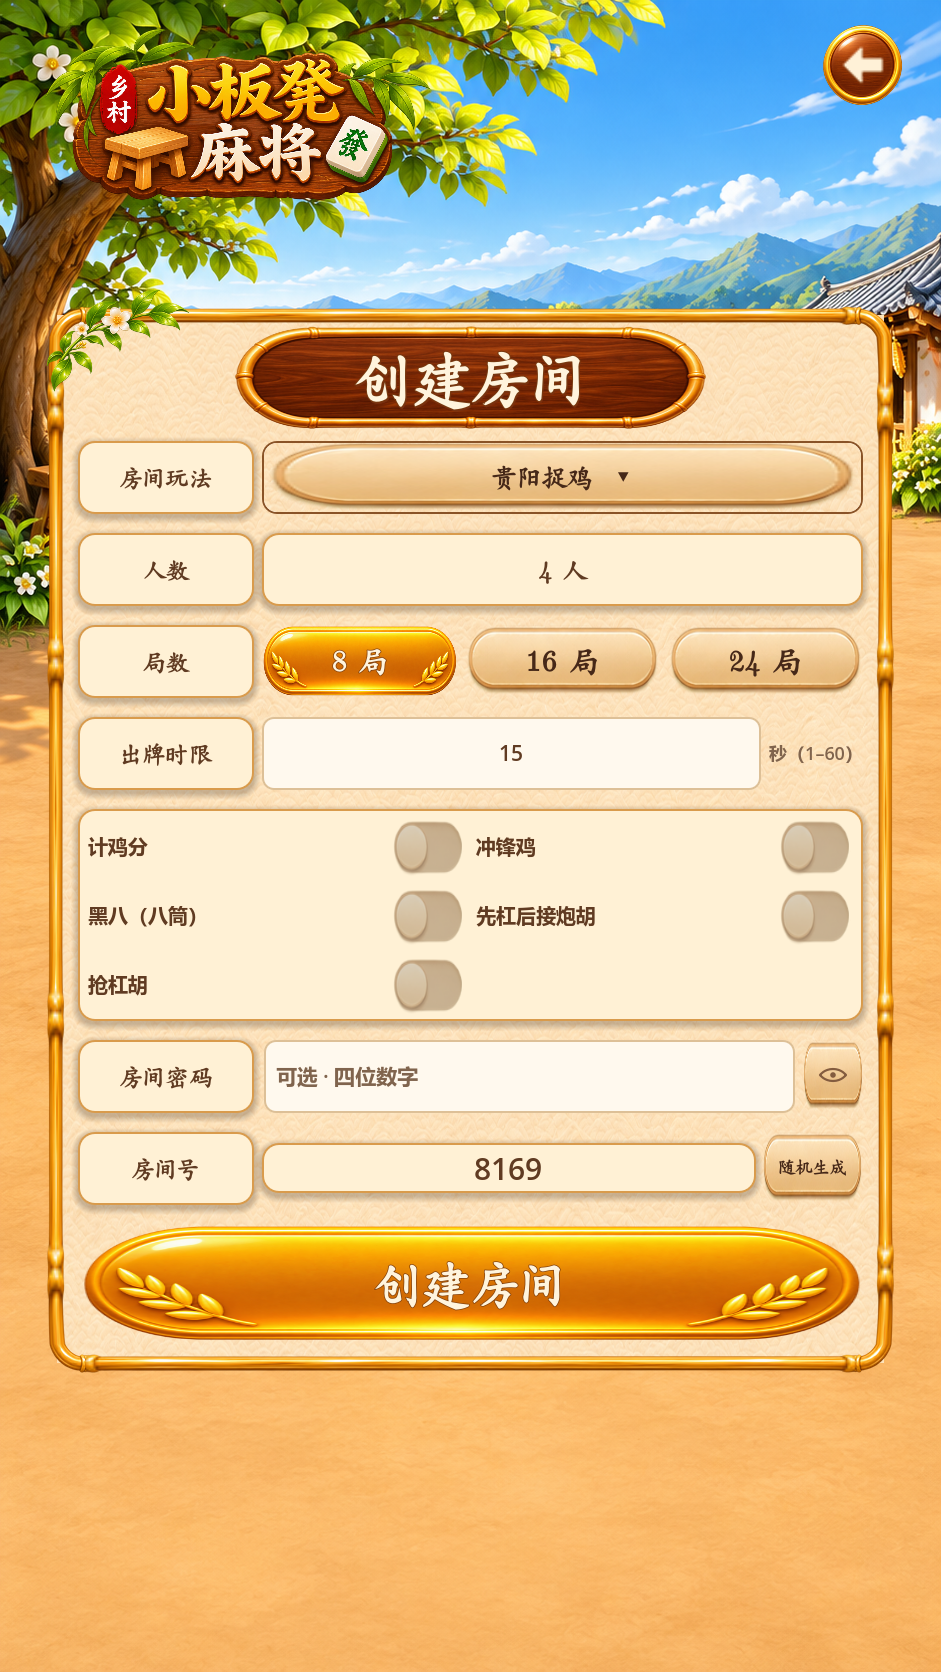 乡村
小板凳
麻将
發
创建房间
房间玩法
贵阳捉鸡 ▼
人数
4 人
局数
8 局
16 局
24 局
出牌时限
15
秒（1–60）
计鸡分
冲锋鸡
黑八（八筒）
先杠后接炮胡
抢杠胡
房间密码
可选 · 四位数字
房间号
8169
随机生成
创建房间